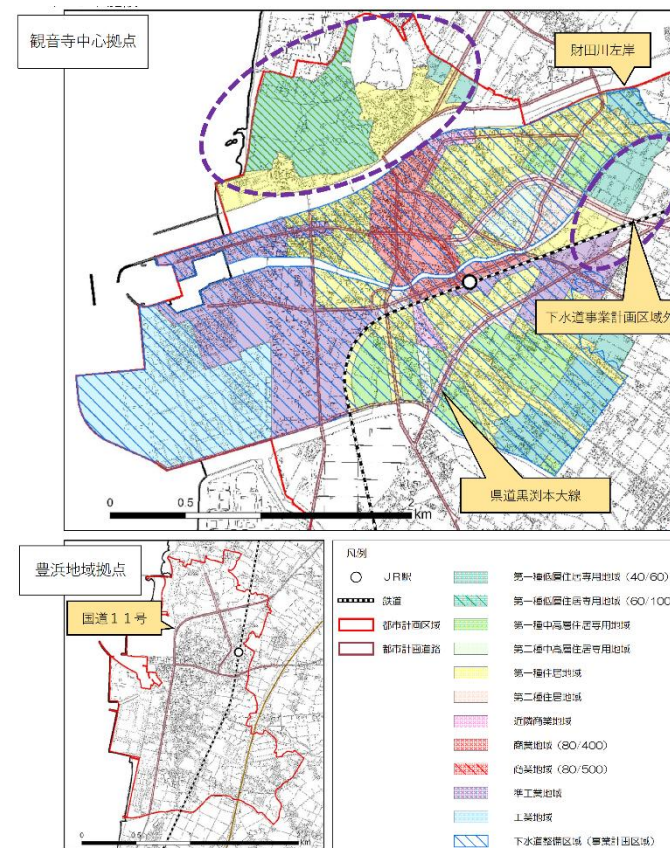 観音寺中心拠点
財田川左岸
下水道事業計画区域外
県道黒渕本大線
0 0.5 2
km
豊浜地域拠点
国道11号
0
km
凡例
JR駅
鉄道
都市計画区域
都市計画道路
第一種低層住居専用地域(40/60)
第一種低層住居専用地域(60/100
第一種中高層住居専用地域
第二種中高層住居専用地域
第一種住居地域
第二種住居地域
近隣商業地域
商業地域(80/400)
商業地域(80/500)
準工業地域
工業地域
下水道整備区域(事業計画区域)